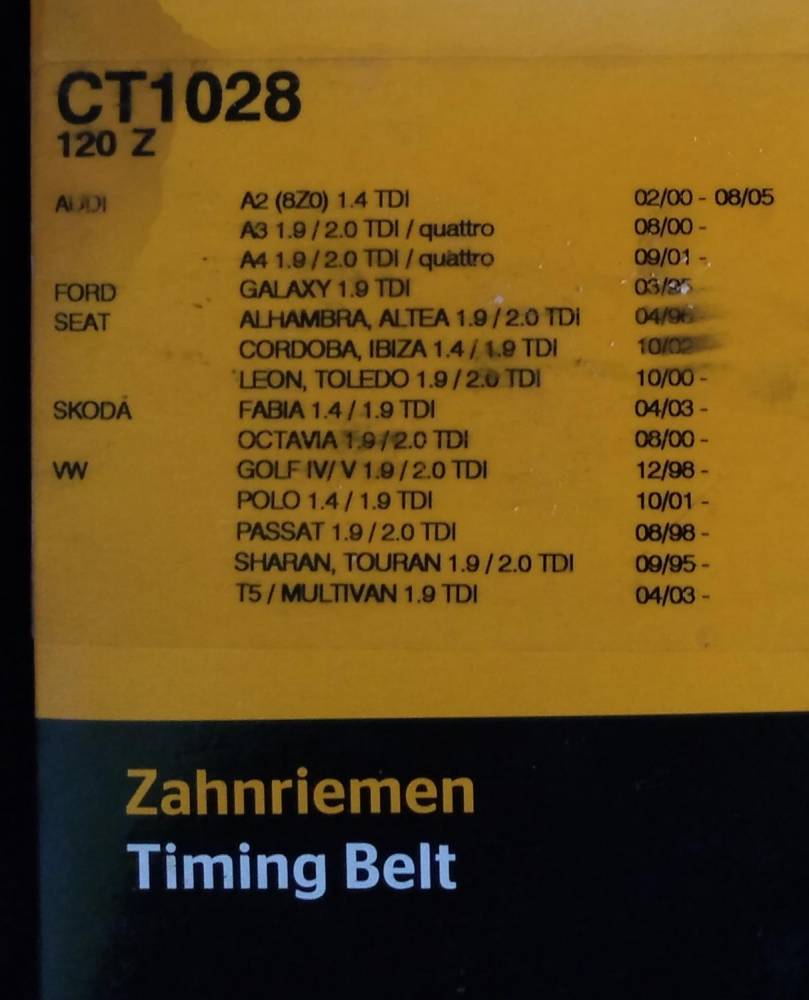 CT1028
120 Z
AUDI A2 (8Z0) 1.4 TDI 02/00 - 08/05
A3 1.9 / 2.0 TDI / quattro 08/00 -
A4 1.9 / 2.0 TDI / quattro 09/01 -
FORD GALAXY 1.9 TDI 03/95
SEAT ALHAMBRA, ALTEA 1.9 / 2.0 TDi 04/96
CORDOBA, IBIZA 1.4 / 1.9 TDI 10/02
LEON, TOLEDO 1.9 / 2.0 TDI 10/00 -
SKODA FABIA 1.4 / 1.9 TDI 04/03 -
OCTAVIA 1.9 / 2.0 TDI 08/00 -
VW GOLF IV/ V 1.9 / 2.0 TDI 12/98 -
POLO 1.4 / 1.9 TDI 10/01 -
PASSAT 1.9 / 2.0 TDI 08/98 -
SHARAN, TOURAN 1.9 / 2.0 TDI 09/95 -
T5 / MULTIVAN 1.9 TDI 04/03 -
Zahnriemen
Timing Belt